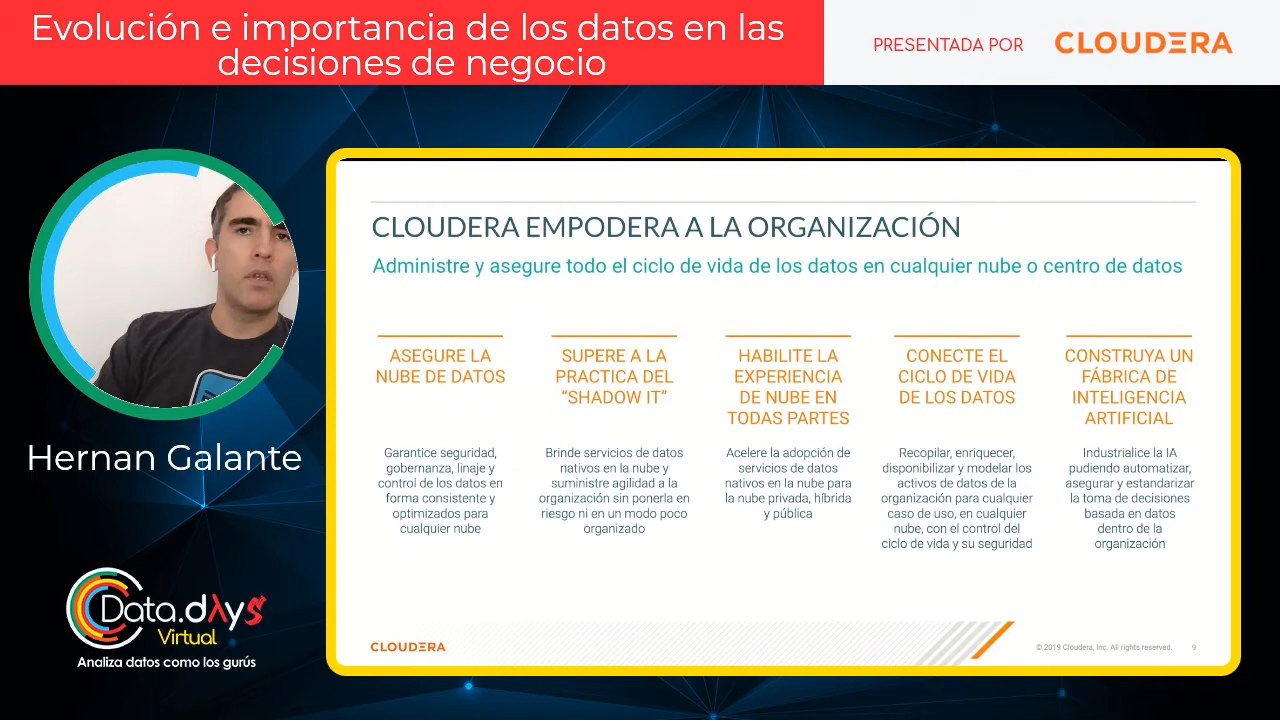 Evolución e importancia de los datos en las
decisiones de negocio
PRESENTADA POR
CLOUDERA
CLOUDERA EMPODERA A LA ORGANIZACIÓN
Administre y asegure todo el ciclo de vida de los datos en cualquier nube o centro de datos
ASEGURE LA
NUBE DE DATOS
Garantice seguridad,
gobernanza, linaje y
control de los datos en
forma consistente y
optimizados para
cualquier nube
SUPERE A LA
PRACTICA DEL
“SHADOW IT”
Brinde servicios de datos
nativos en la nube y
suministre agilidad a la
organización sin ponerla en
riesgo ni en un modo poco
organizado
HABILITE LA
EXPERIENCIA
DE NUBE EN
TODAS PARTES
Acelere la adopción de
servicios de datos
nativos en la nube para
la nube privada, híbrida
y pública
CONECTE EL
CICLO DE VIDA
DE LOS DATOS
Recopilar, enriquecer,
disponibilizar y modelar los
activos de datos de la
organización para cualquier
caso de uso, en cualquier
nube, con el control del
ciclo de vida y su seguridad
CONSTRUYA UN
FÁBRICA DE
INTELIGENCIA
ARTIFICIAL
Industrialice la IA
pudiendo automatizar,
asegurar y estandarizar
la toma de decisiones
basada en datos
dentro de la
organización
CLOUDERA
© 2019 Cloudera, Inc. All rights reserved.
9
Hernan Galante
Data.dAyS
Virtual
Analiza datos como los gurús